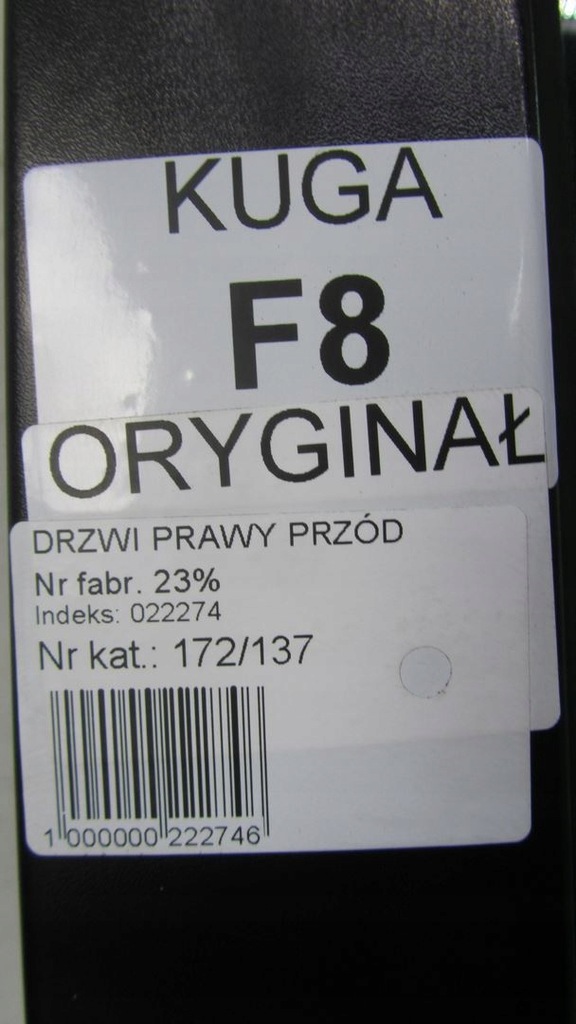 KUGA
F8
ORYGINAŁ
DRZWI PRAWY PRZÓD
Nr fabr. 23%
Indeks: 022274
Nr kat.: 172/137
1 000000 222746